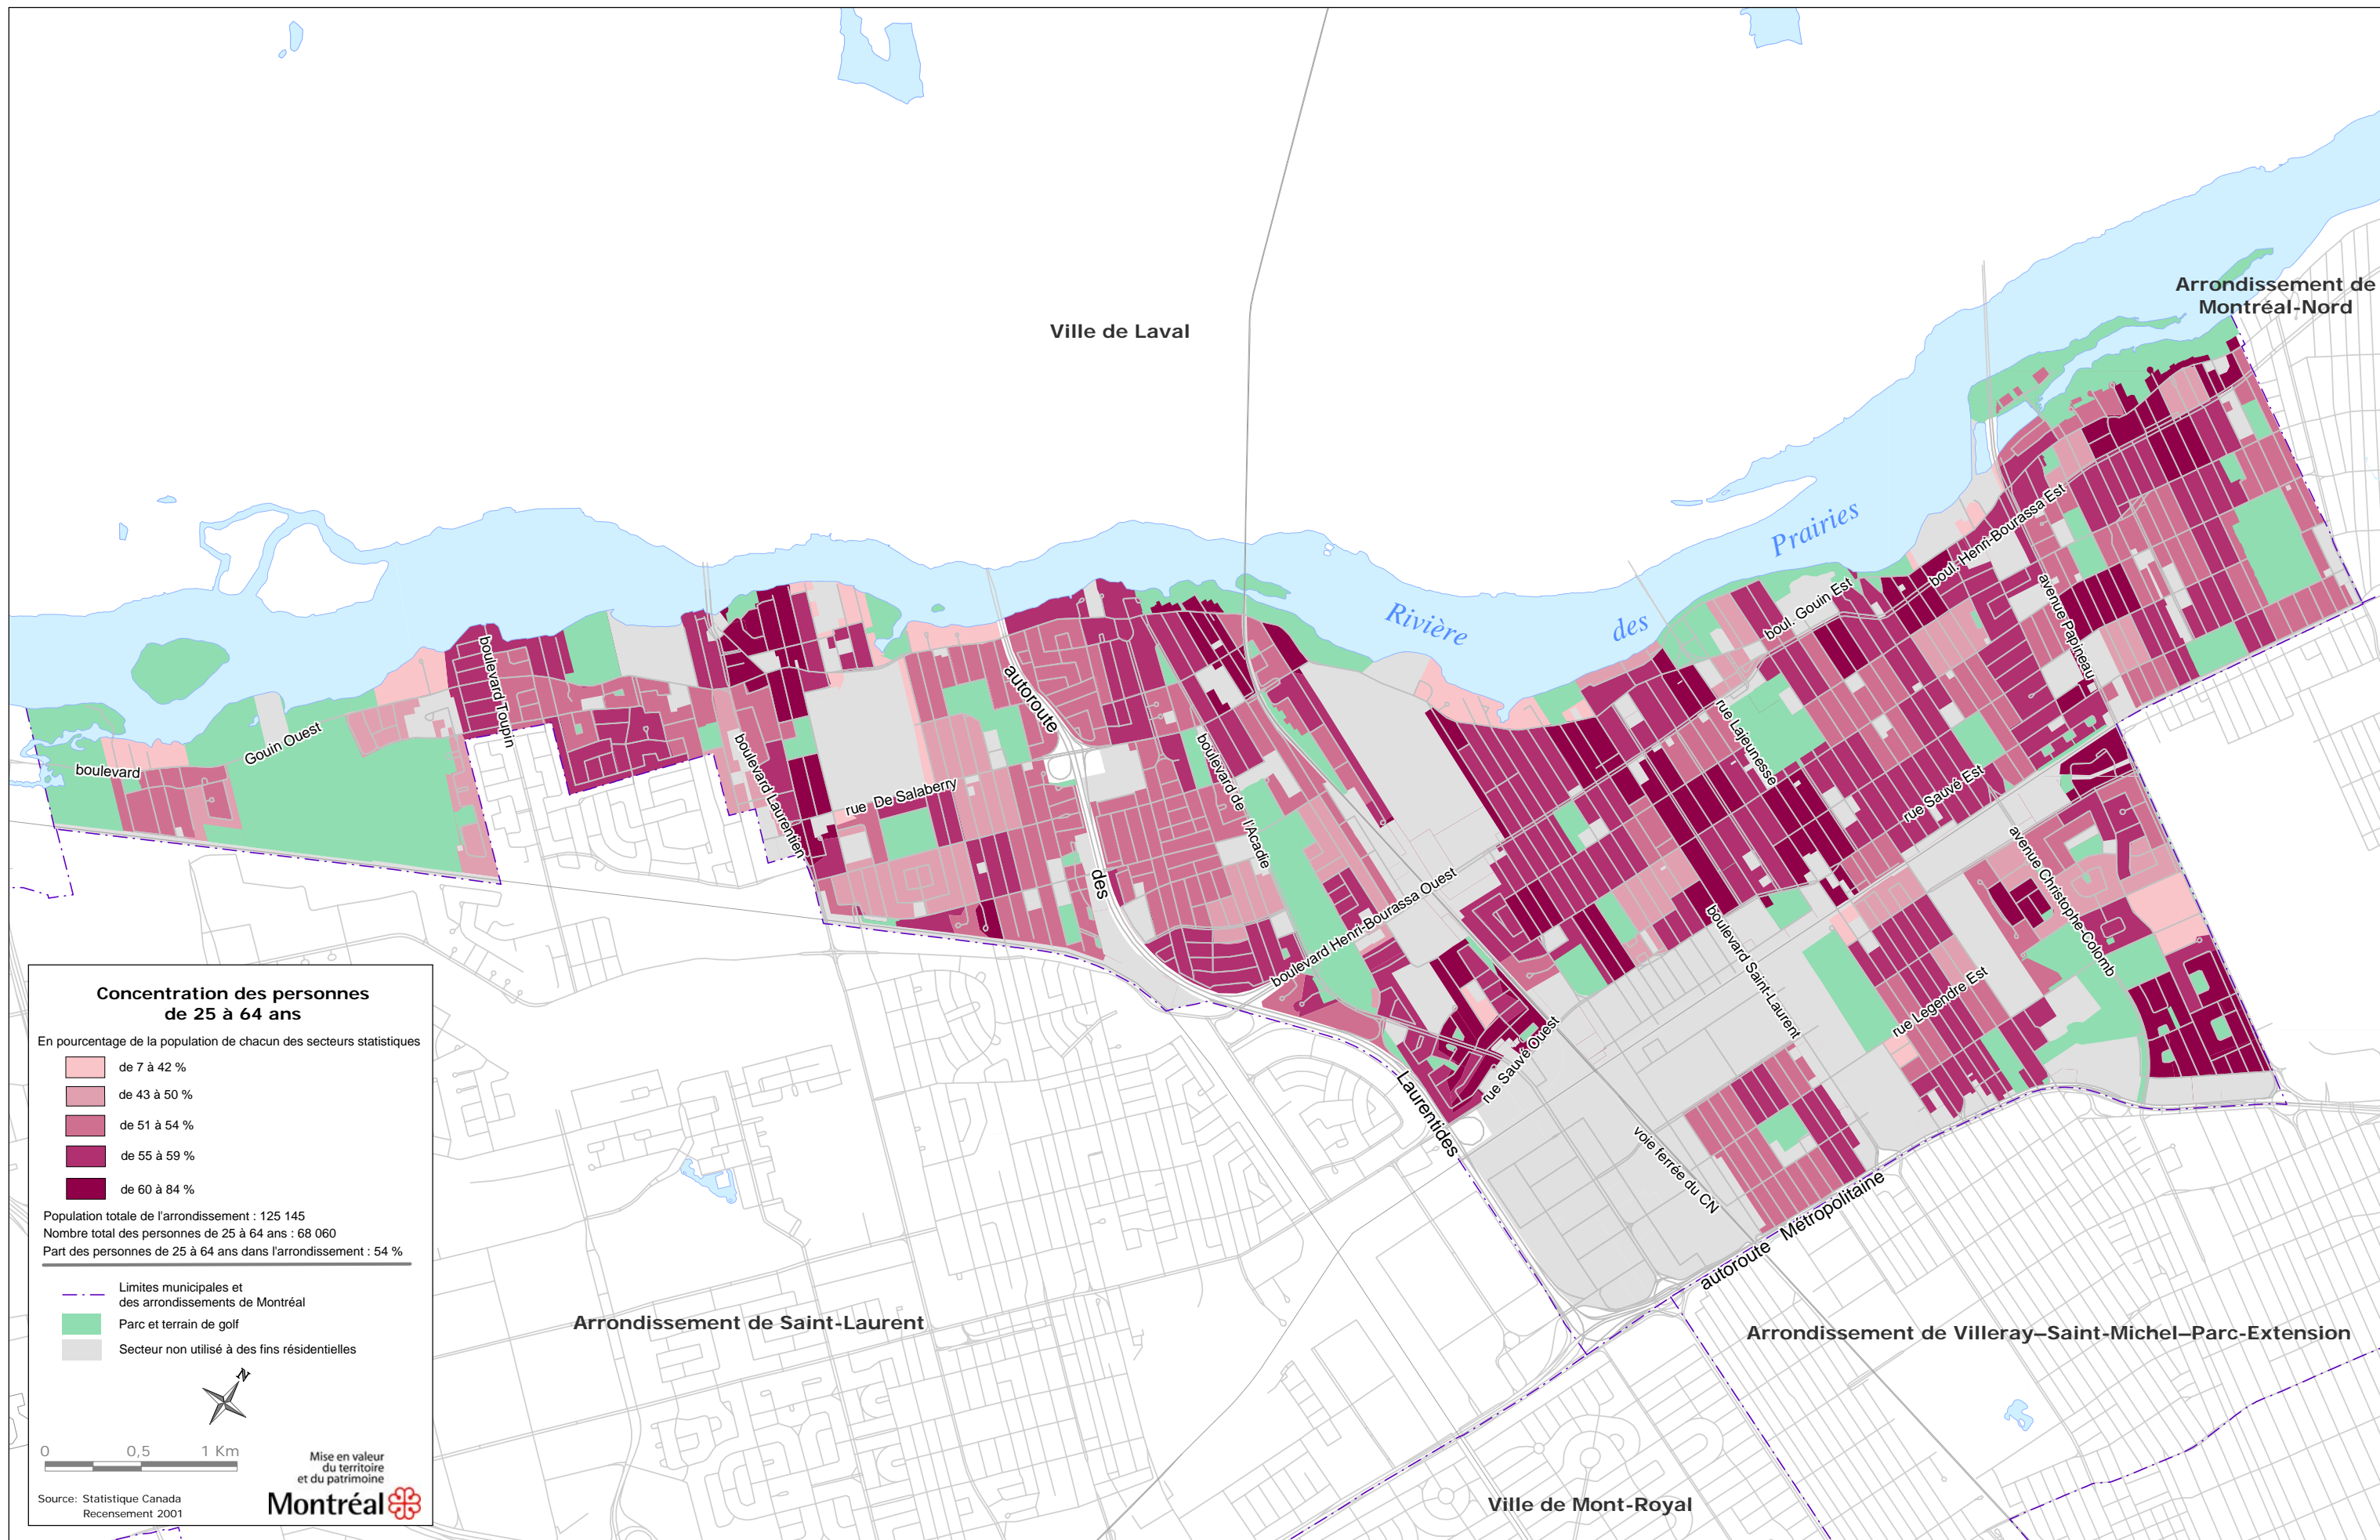 Arrondissement de
Montréal-Nord
Ville de Laval
Rivière
des
Prairies
boul. Gouin Est
boul. Henri-Bourassa Est
avenue Papineau
boulevard Toupin
Gouin Ouest
boulevard
autoroute
rue Lajeunesse
boulevard Laurentien
rue De Salaberry
boulevard de
l'Acadie
rue Sauvé Est
des
boulevard Henri-Bourassa Ouest
avenue Christophe-Colomb
boulevard Saint-Laurent
rue Legendre Est
rue Sauvé Ouest
Laurentides
voie ferrée du CN
autoroute Métropolitaine
Arrondissement de Saint-Laurent
Arrondissement de Villeray–Saint-Michel–Parc-Extension
Ville de Mont-Royal
Concentration des personnes
de 25 à 64 ans
En pourcentage de la population de chacun des secteurs statistiques
de 7 à 42 %
de 43 à 50 %
de 51 à 54 %
de 55 à 59 %
de 60 à 84 %
Population totale de l'arrondissement : 125 145
Nombre total des personnes de 25 à 64 ans : 68 060
Part des personnes de 25 à 64 ans dans l'arrondissement : 54 %
Limites municipales et
des arrondissements de Montréal
Parc et terrain de golf
Secteur non utilisé à des fins résidentielles
N
0 0,5 1 Km
Mise en valeur
du territoire
et du patrimoine
Montréal
Source: Statistique Canada
Recensement 2001